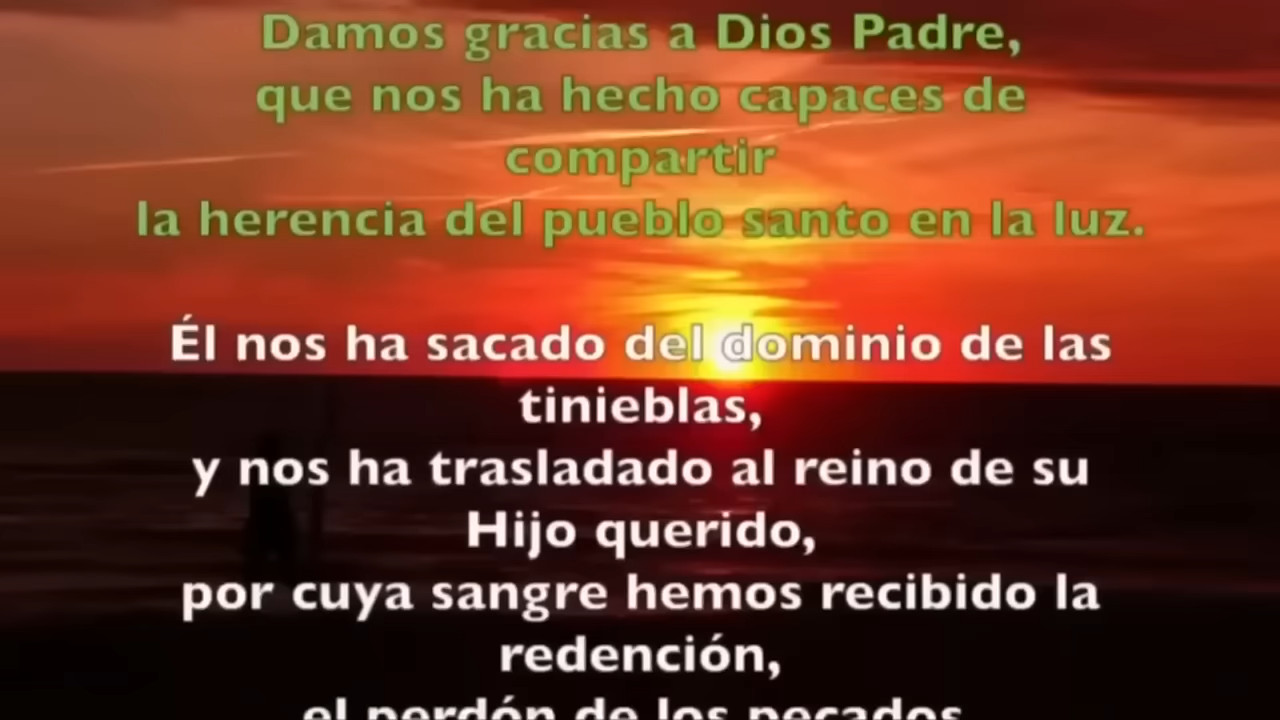 Damos gracias a Dios Padre,
que nos ha hecho capaces de
compartir
la herencia del pueblo santo en la luz.
Él nos ha sacado del dominio de las
tinieblas,
y nos ha trasladado al reino de su
Hijo querido,
por cuya sangre hemos recibido la
redención,
el perdón de los pecados